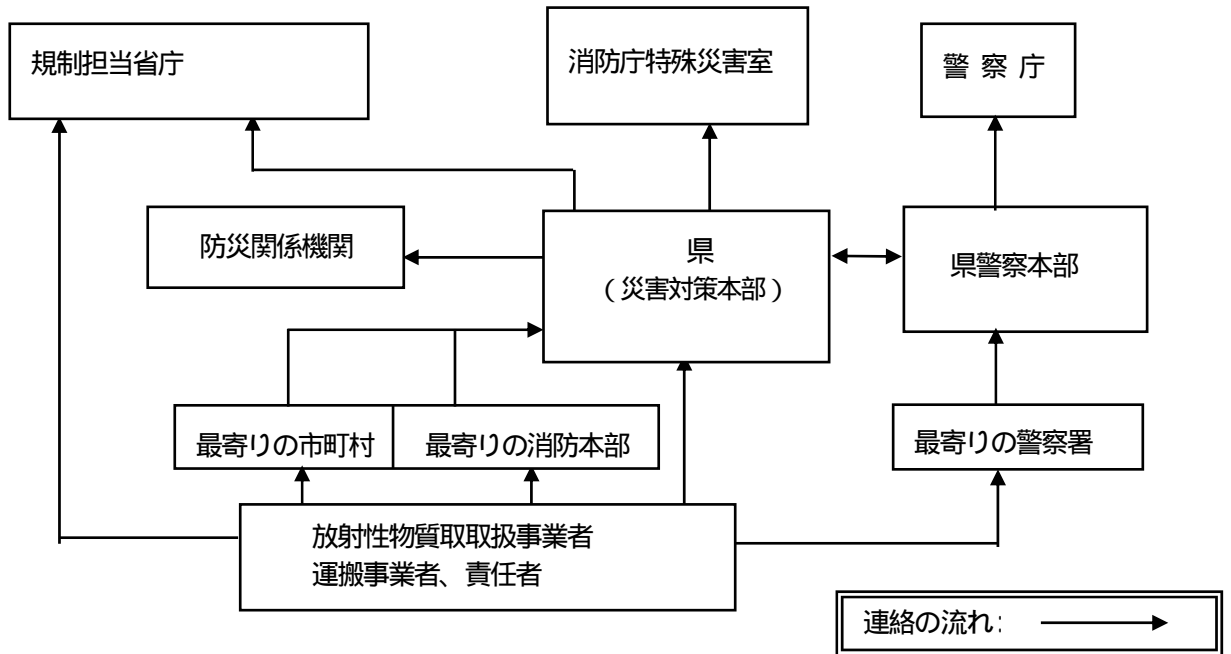 規制担当省庁
消防庁特殊災害室
警 察 庁
防災関係機関
県
（災害対策本部）
県警察本部
最寄りの市町村
最寄りの消防本部
最寄りの警察署
放射性物質取取扱事業者
運搬事業者、責任者
連絡の流れ: